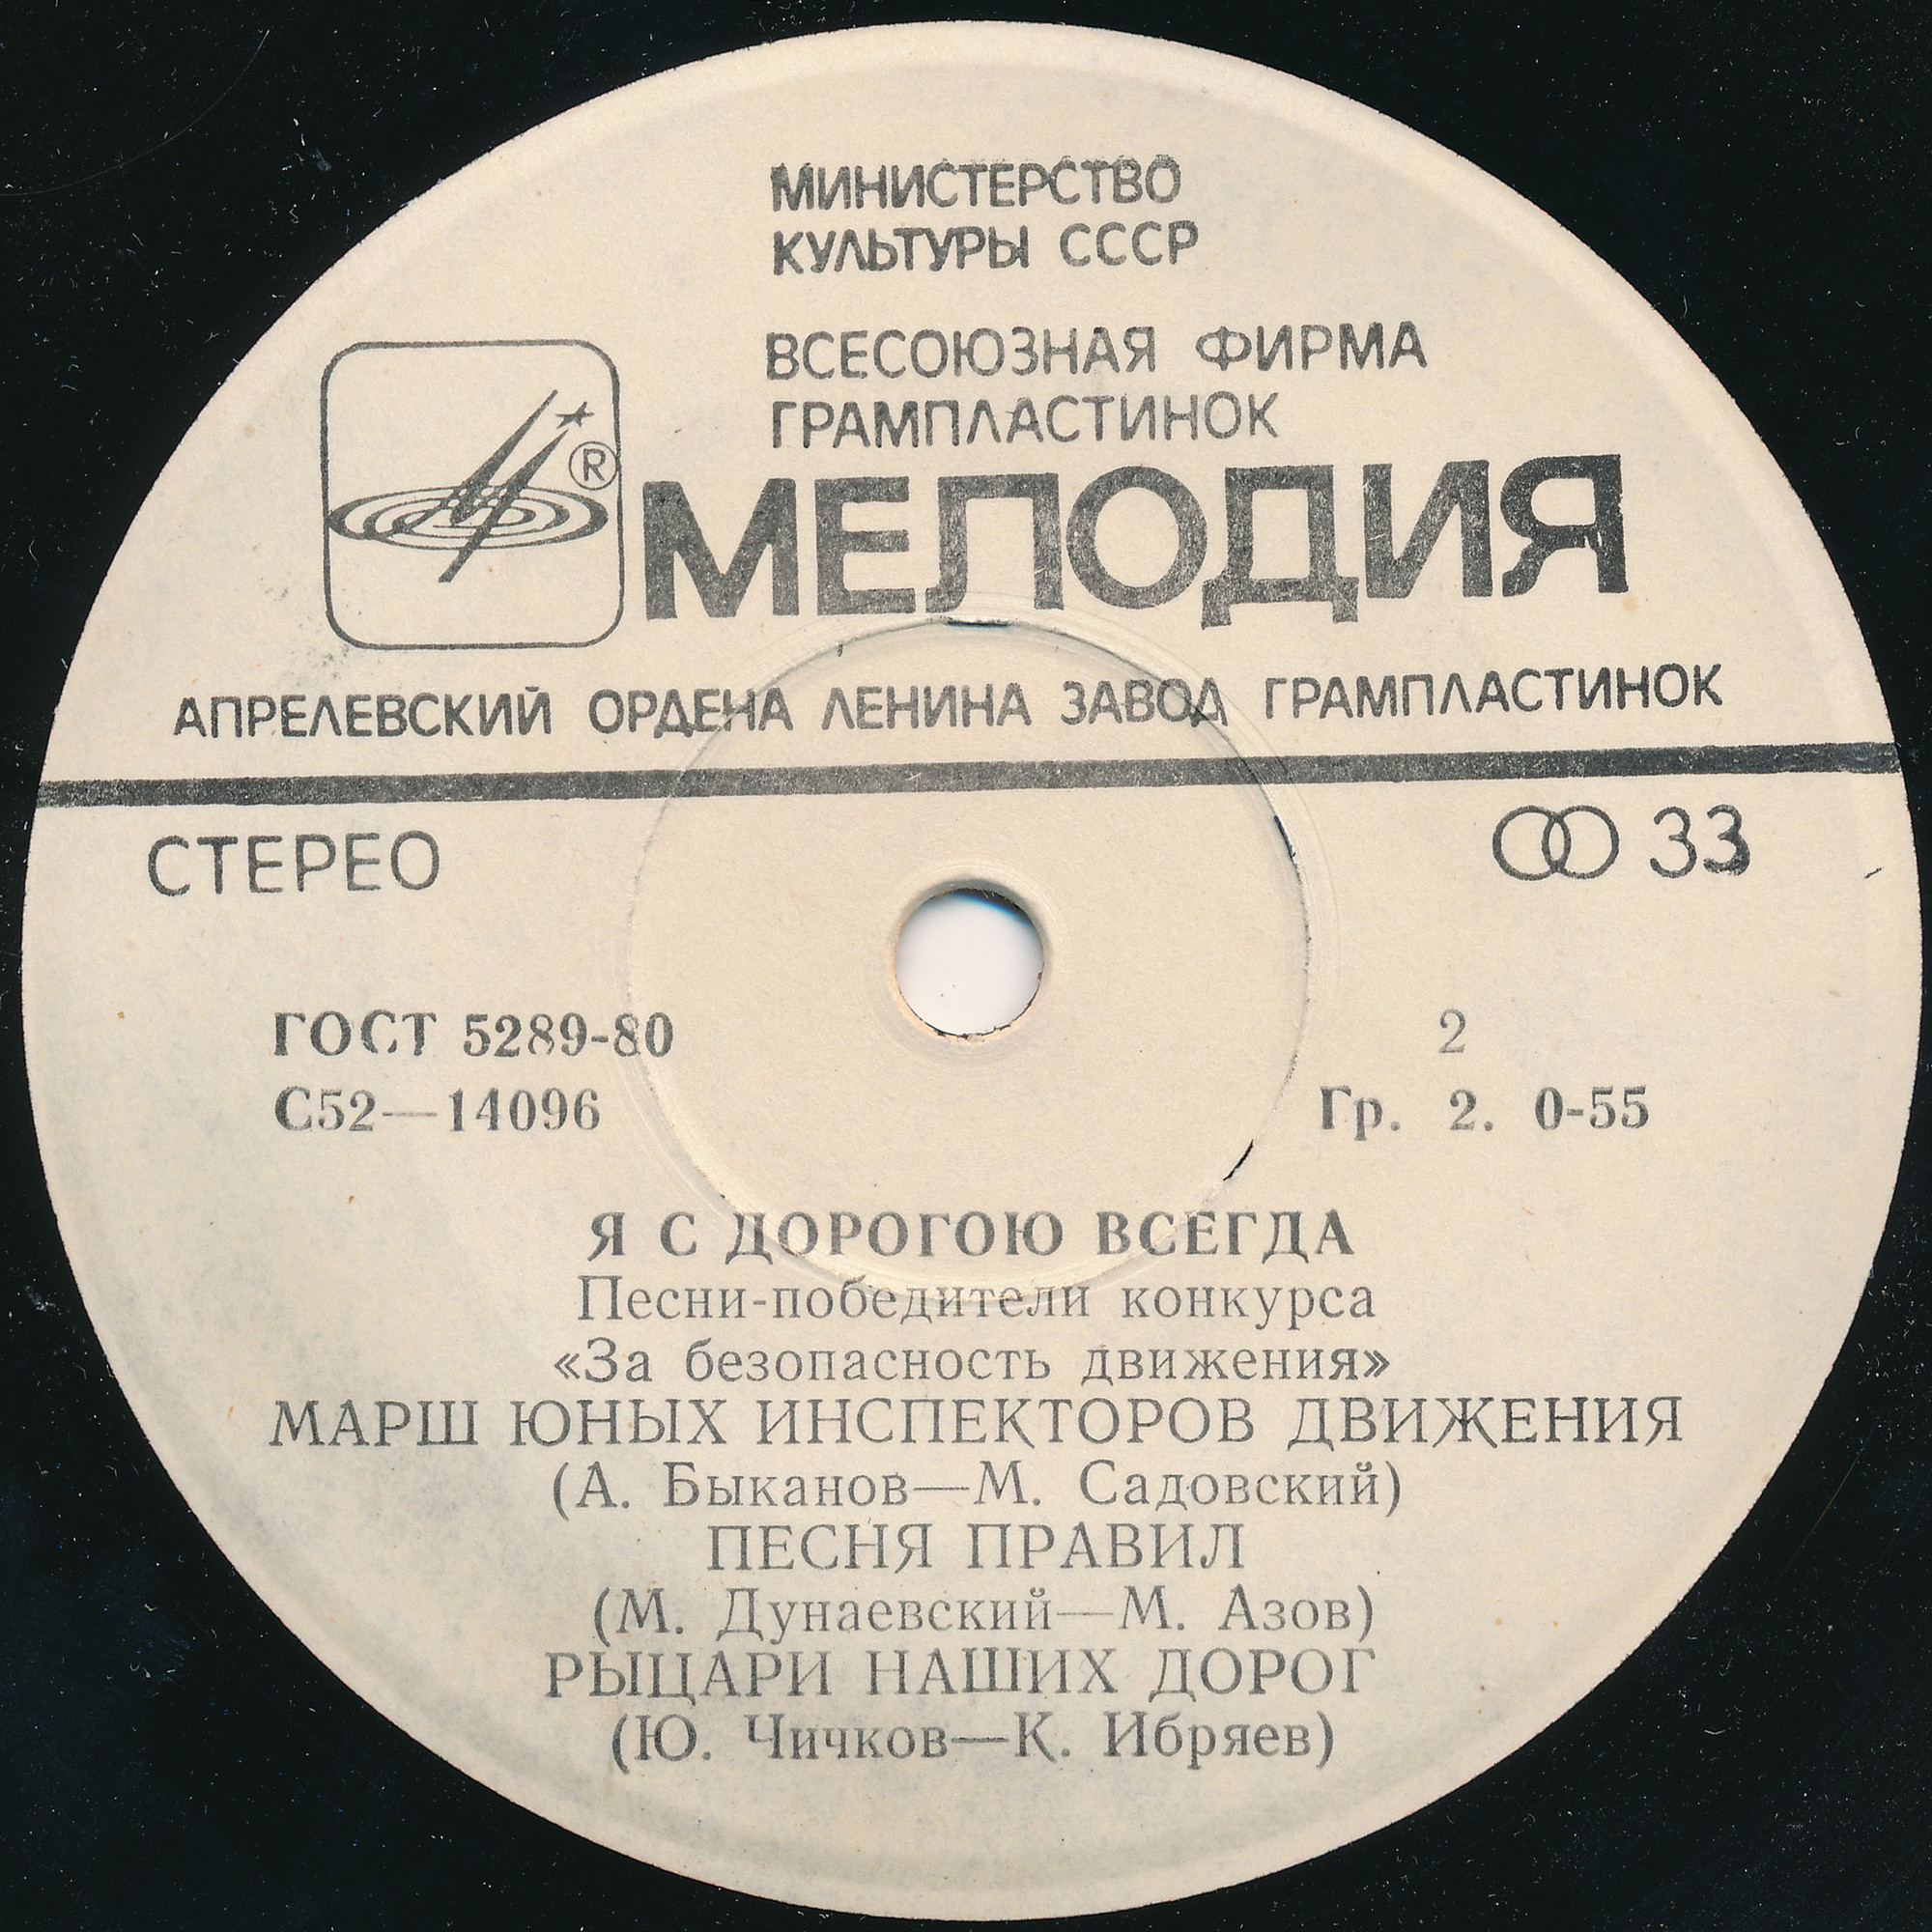 МИНИСТЕРСТВО
КУЛЬТУРЫ СССР
ВСЕСОЮЗНАЯ ФИРМА
ГРАМПЛАСТИНОК
®
МЕЛОДИЯ
АПРЕЛЕВСКИЙ ОРДЕНА ЛЕНИНА ЗАВОД ГРАМПЛАСТИНОК
СТЕРЕО 33
ГОСТ 5289-80 2
С52—14096 Гр. 2. 0-55
Я С ДОРОГОЮ ВСЕГДА
Песни-победители конкурса
«За безопасность движения»
МАРШ ЮНЫХ ИНСПЕКТОРОВ ДВИЖЕНИЯ
(А. Быканов—М. Садовский)
ПЕСНЯ ПРАВИЛ
(М. Дунаевский—М. Азов)
РЫЦАРИ НАШИХ ДОРОГ
(Ю. Чичков—К. Ибряев)